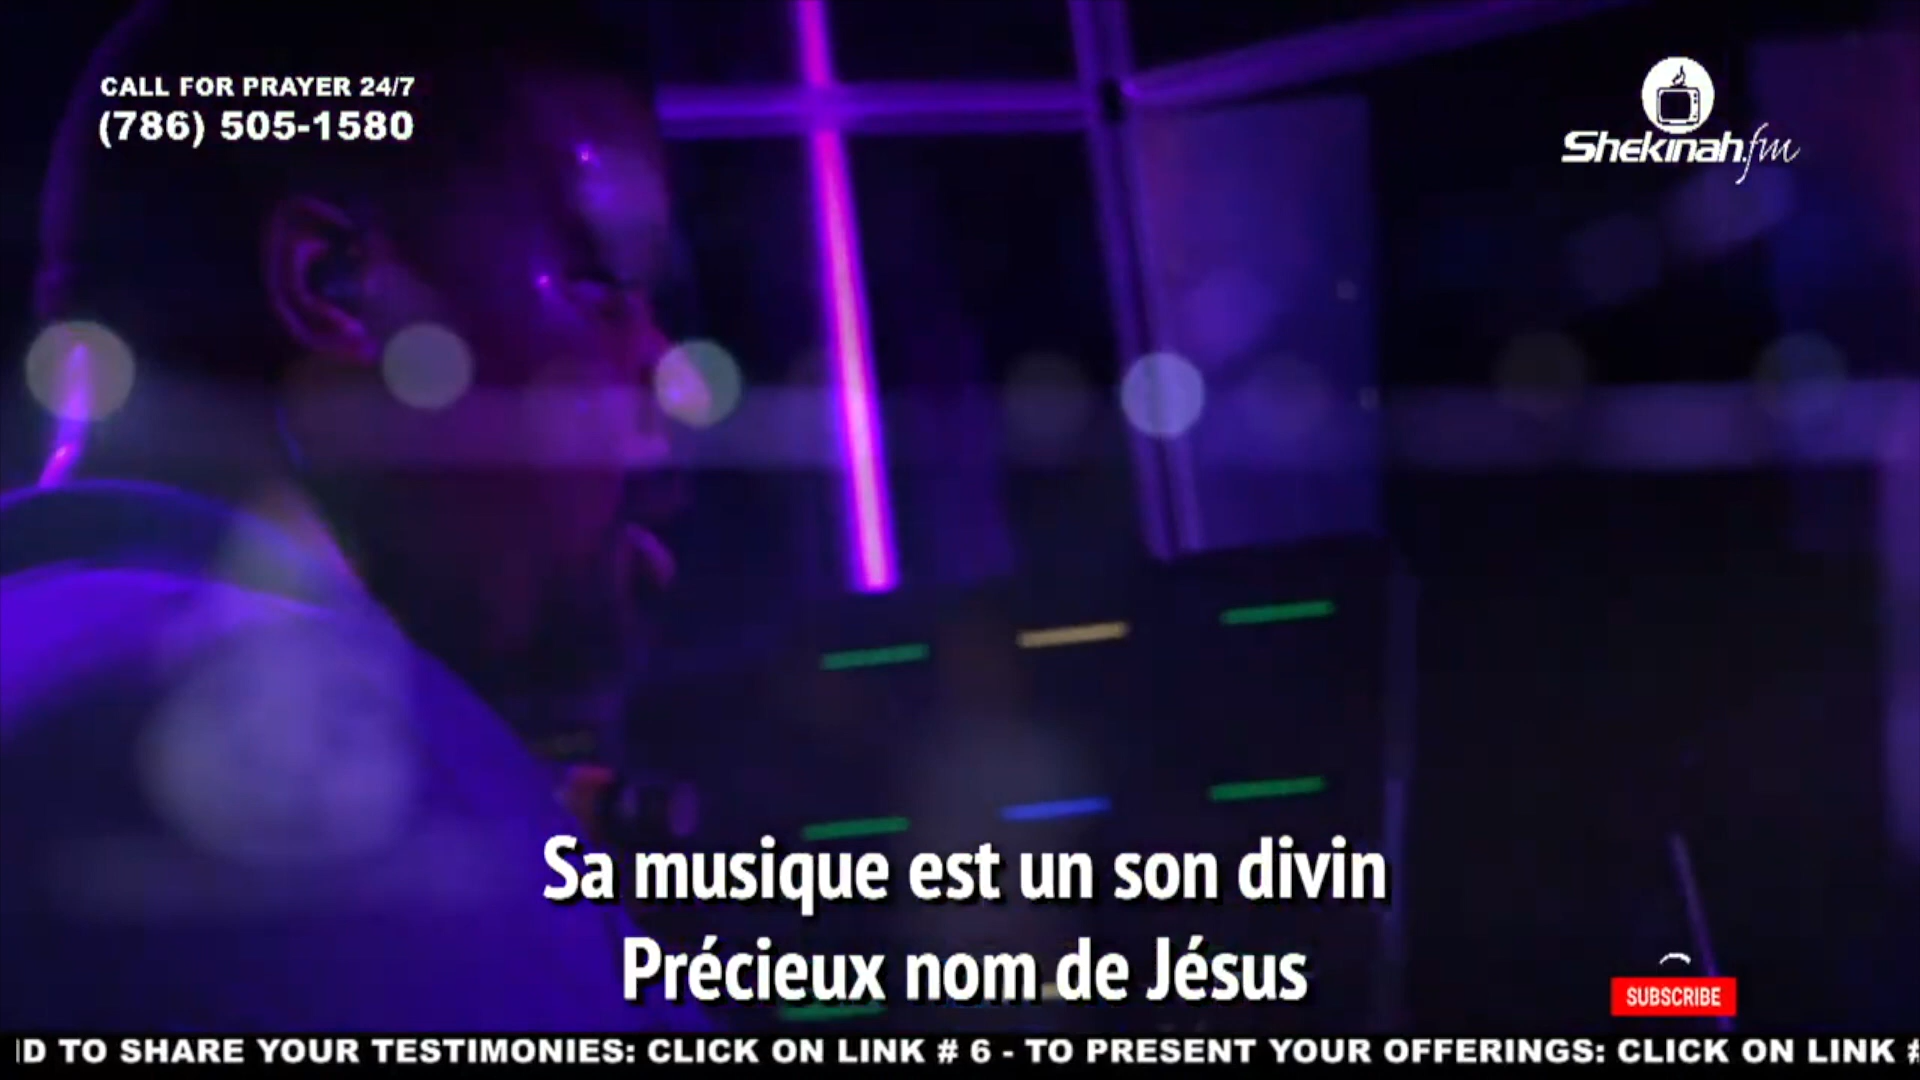 CALL FOR PRAYER 24/7
(786) 505-1580
Shekinah.fm
Sa musique est un son divin
Précieux nom de Jésus
SUBSCRIBE
D TO SHARE YOUR TESTIMONIES: CLICK ON LINK # 6 - TO PRESENT YOUR OFFERINGS: CLICK ON LINK #